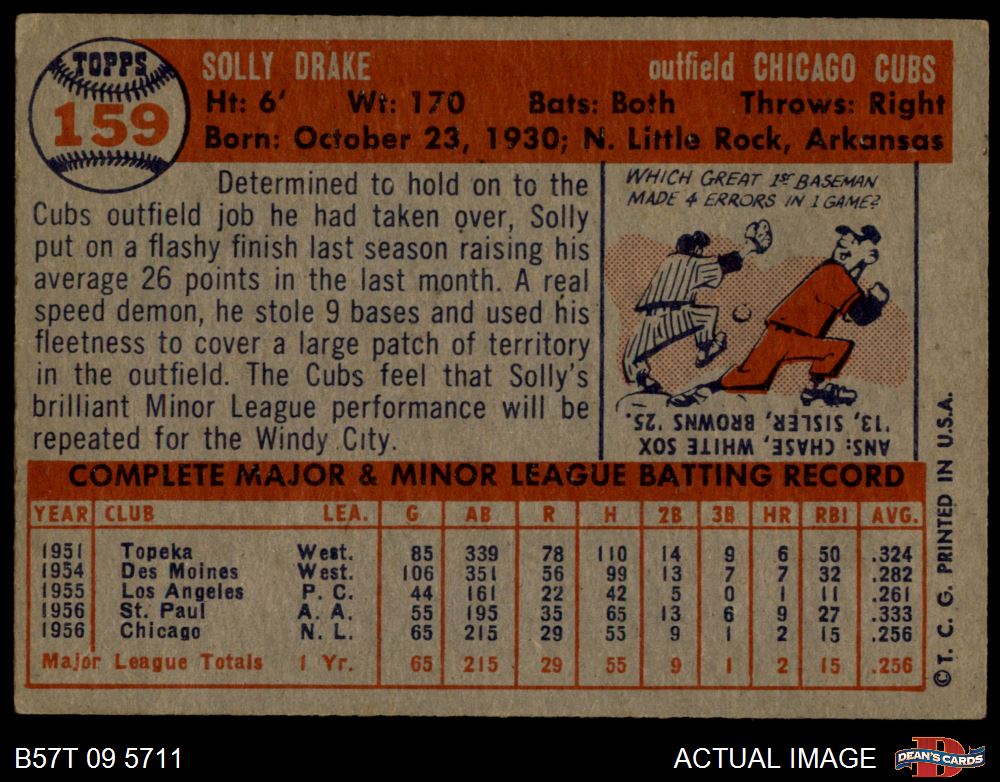 TOPPS
159
SOLLY DRAKE outfield CHICAGO CUBS
Ht: 6' Wt: 170 Bats: Both Throws: Right
Born: October 23, 1930; N. Little Rock, Arkansas
Determined to hold on to the
Cubs outfield job he had taken over, Solly
put on a flashy finish last season raising his
average 26 points in the last month. A real
speed demon, he stole 9 bases and used his
fleetness to cover a large patch of territory
in the outfield. The Cubs feel that Solly's
brilliant Minor League performance will be
repeated for the Windy City.
WHICH GREAT 1ST BASEMAN
MADE 4 ERRORS IN 1 GAME?
ANS: CHASE, WHITE SOX
'13, SISLER, BROWNS '25.
COMPLETE MAJOR & MINOR LEAGUE BATTING RECORD
YEAR CLUB LEA. G AB R H 2B 3B HR RBI AVG.
1951 Topeka West. 85 339 78 110 14 9 6 50 .324
1954 Des Moines West. 106 351 56 99 13 7 7 32 .282
1955 Los Angeles P. C. 44 161 22 42 5 0 1 11 .261
1956 St. Paul A. A. 55 195 35 65 13 6 9 27 .333
1956 Chicago N. L. 65 215 29 55 9 1 2 15 .256
Major League Totals 1 Yr. 65 215 29 55 9 1 2 15 .256
© T. C. G. PRINTED IN U.S.A.
B57T 09 5711
ACTUAL IMAGE
D
DEAN'S CARDS